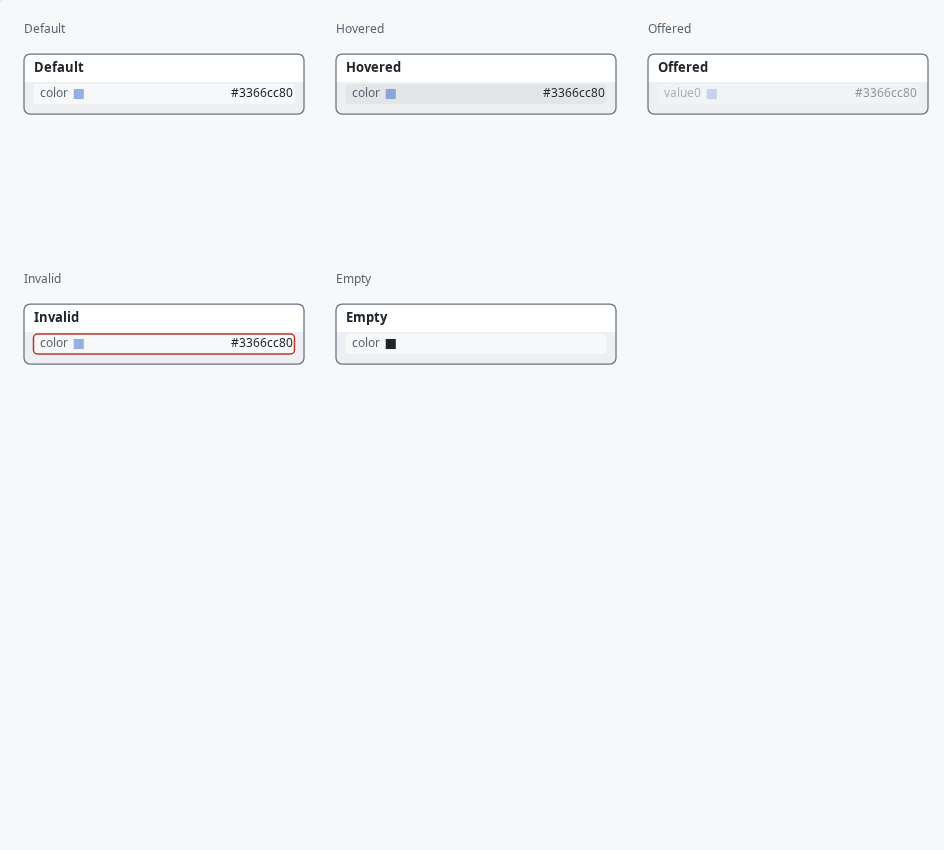 Default
Hovered
Offered
Default
Hovered
Offered
color #3366cc80
color #3366cc80
value0 #3366cc80
Invalid
Empty
Invalid
Empty
color #3366cc80
color